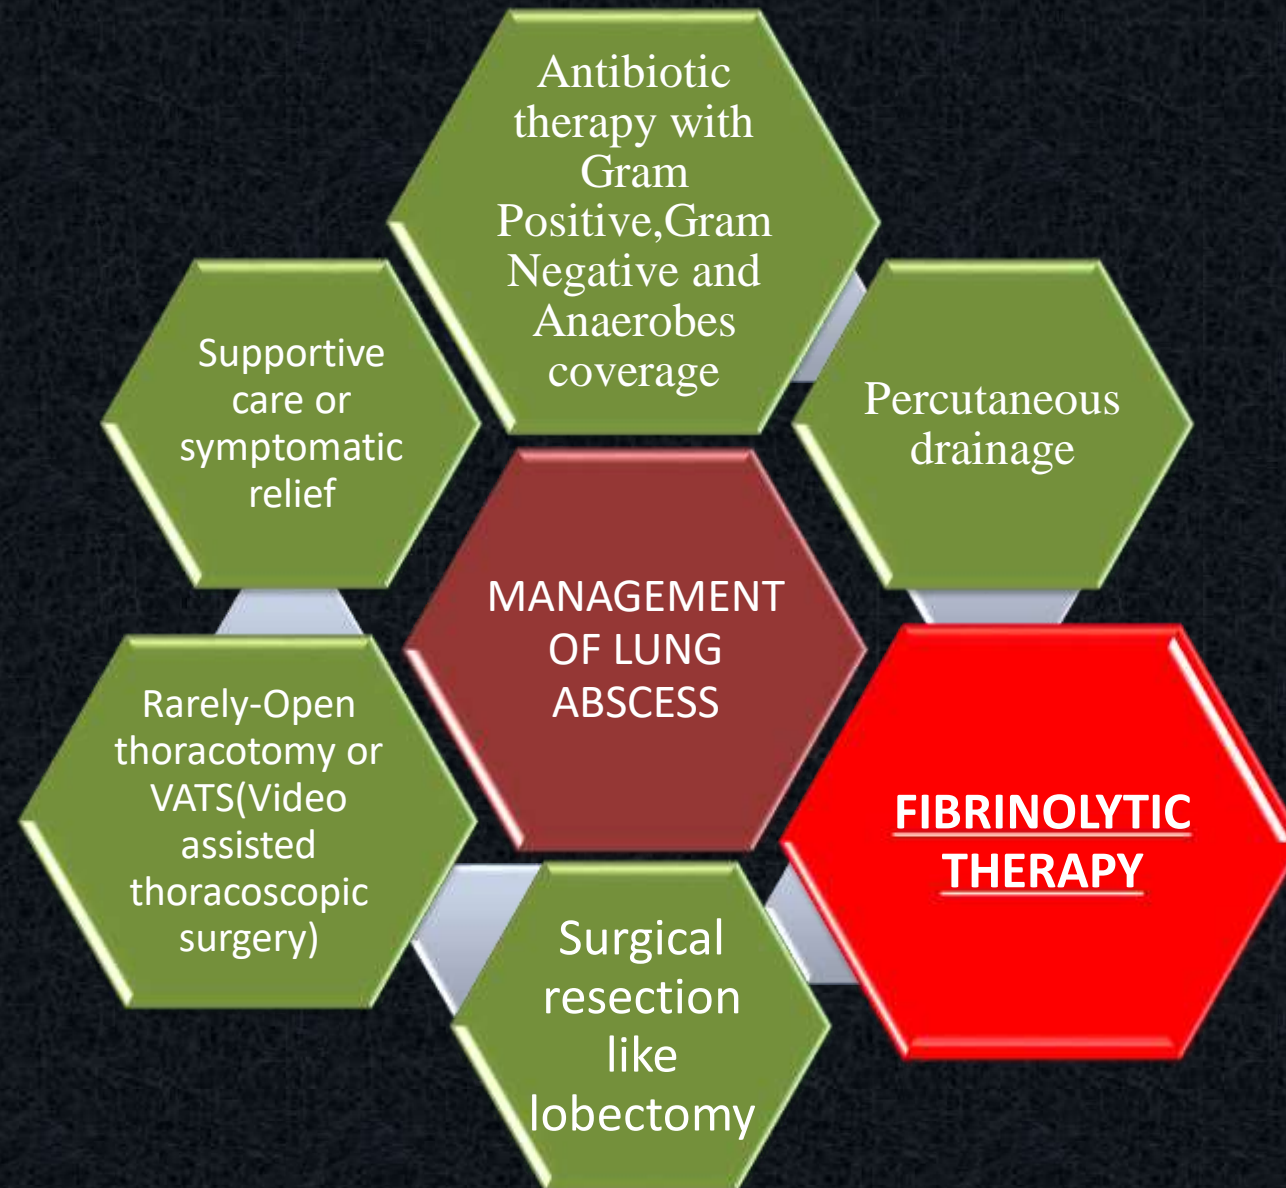 Antibiotic
therapy with
Gram
Positive,Gram
Negative and
Anaerobes
coverage
Percutaneous
drainage
FIBRINOLYTIC
THERAPY
Surgical
resection
like
lobectomy
Rarely-Open
thoracotomy or
VATS(Video
assisted
thoracoscopic
surgery)
Supportive
care or
symptomatic
relief
MANAGEMENT
OF LUNG
ABSCESS